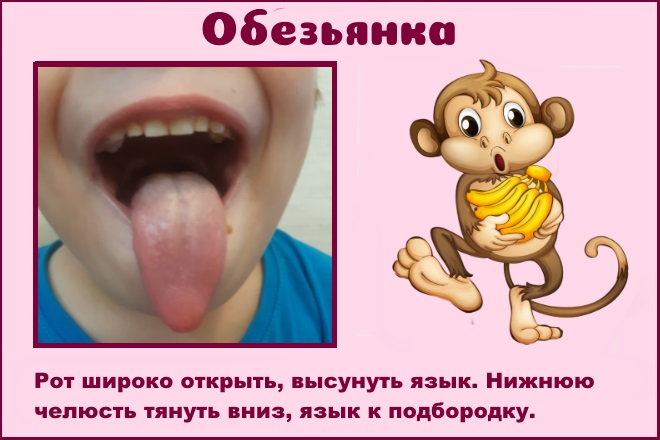 Обезьянка
Рот широко открыть, высунуть язык. Нижнюю
челюсть тянуть вниз, язык к подбородку.